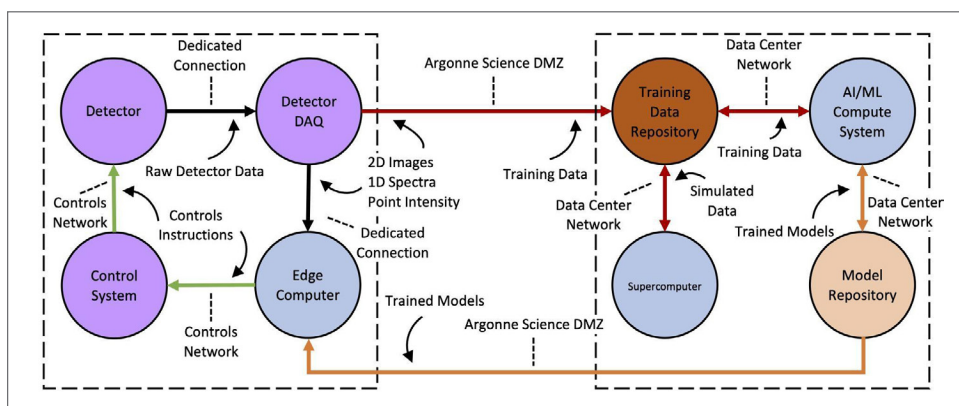 Dedicated
Connection
Argonne Science DMZ
Data Center
Network
Detector
Detector
DAQ
Training
Data
Repository
AI/ML
Compute
System
Raw Detector Data
2D Images
1D Spectra
Point Intensity
Training Data
Training Data
Controls
Network
Controls
Instructions
Dedicated
Connection
Data Center
Network
Simulated
Data
Trained Models
Data Center
Network
Control
System
Edge
Computer
Supercomputer
Model
Repository
Controls
Network
Trained Models
Argonne Science DMZ